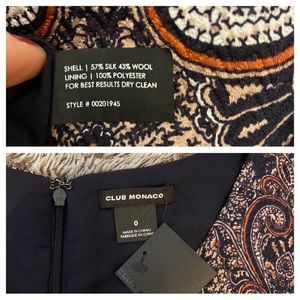 SHELL | 57% SILK 43% WOOL
LINING | 100% POLYESTER
FOR BEST RESULTS DRY CLEAN
STYLE # 00201945
CLUB MONACO
0
MADE IN CHINA/
FABRIQUÉ EN CHINE